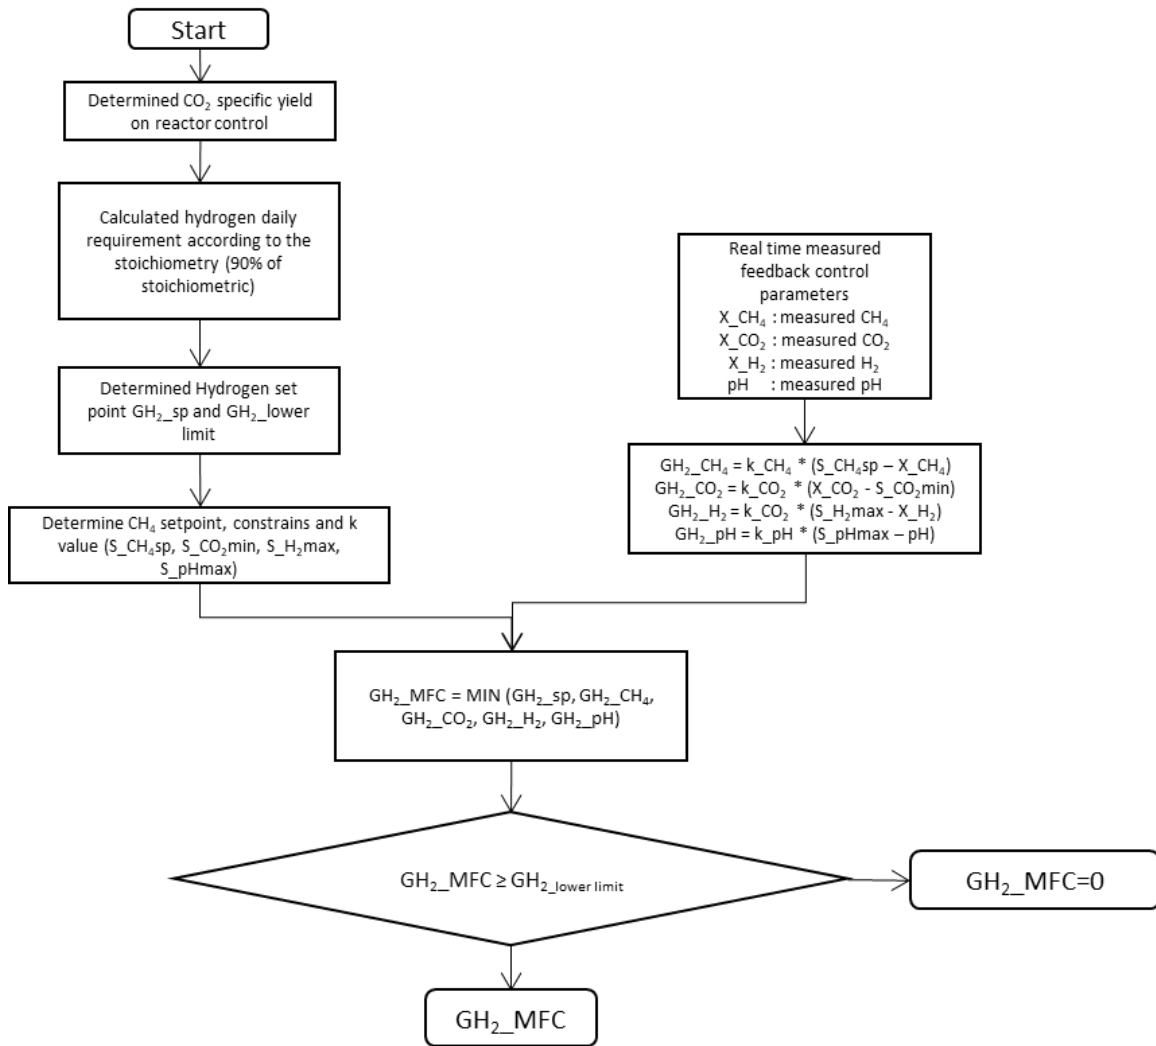 Start
Determined CO₂ specific yield
on reactor control
Calculated hydrogen daily
requirement according to the
stoichiometry (90% of
stoichiometric)
Determined Hydrogen set
point GH₂_sp and GH₂_lower
limit
Determine CH₄ setpoint, constrains and k
value (S_CH₄sp, S_CO₂min, S_H₂max,
S_pHmax)
Real time measured
feedback control
parameters
X_CH₄ : measured CH₄
X_CO₂ : measured CO₂
X_H₂ : measured H₂
pH : measured pH
GH₂_CH₄ = k_CH₄ * (S_CH₄sp – X_CH₄)
GH₂_CO₂ = k_CO₂ * (X_CO₂ - S_CO₂min)
GH₂_H₂ = k_CO₂ * (S_H₂max - X_H₂)
GH₂_pH = k_pH * (S_pHmax – pH)
GH₂_MFC = MIN (GH₂_sp, GH₂_CH₄,
GH₂_CO₂, GH₂_H₂, GH₂_pH)
GH₂_MFC ≥ GH₂_lower limit
GH₂_MFC=0
GH₂_MFC